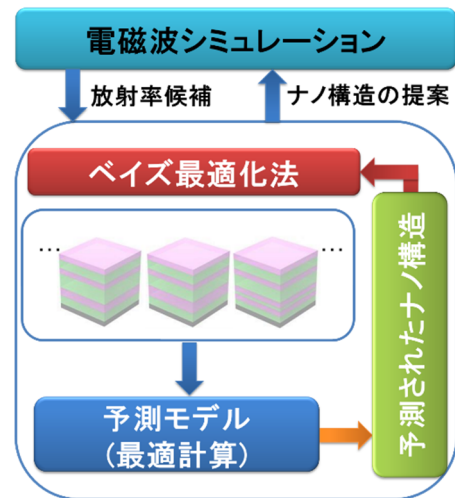 電磁波シミュレーション
放射率候補
ナノ構造の提案
ベイズ最適化法
… …
予測されたナノ構造
予測モデル
(最適計算)